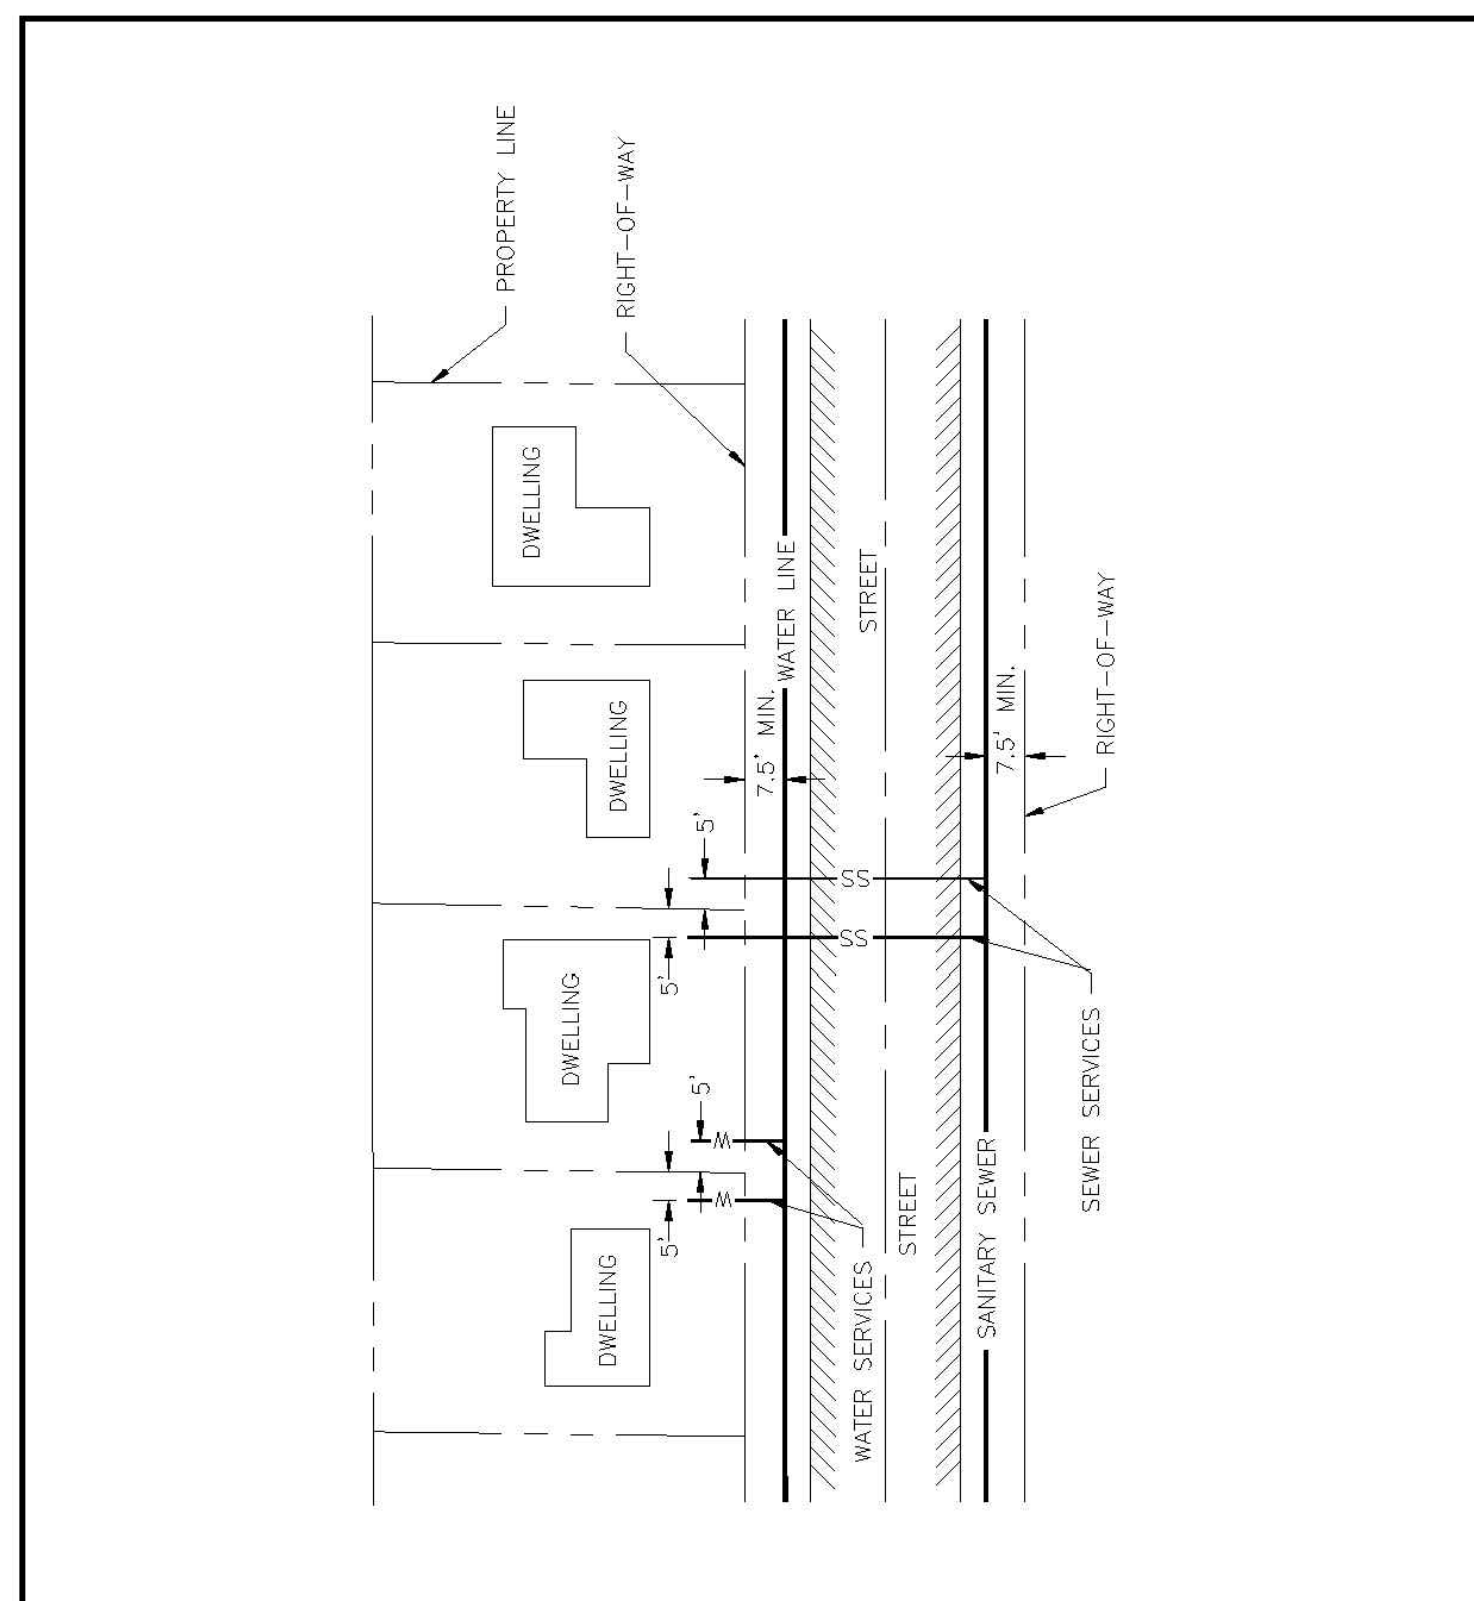 PROPERTY LINE
RIGHT-OF-WAY
DWELLING
DWELLING
DWELLING
DWELLING
WATER LINE
7.5' MIN.
STREET
7.5' MIN.
RIGHT-OF-WAY
5'
SS
SS
5'
SEWER SERVICES
5'
W
W
5'
WATER SERVICES
STREET
SANITARY SEWER